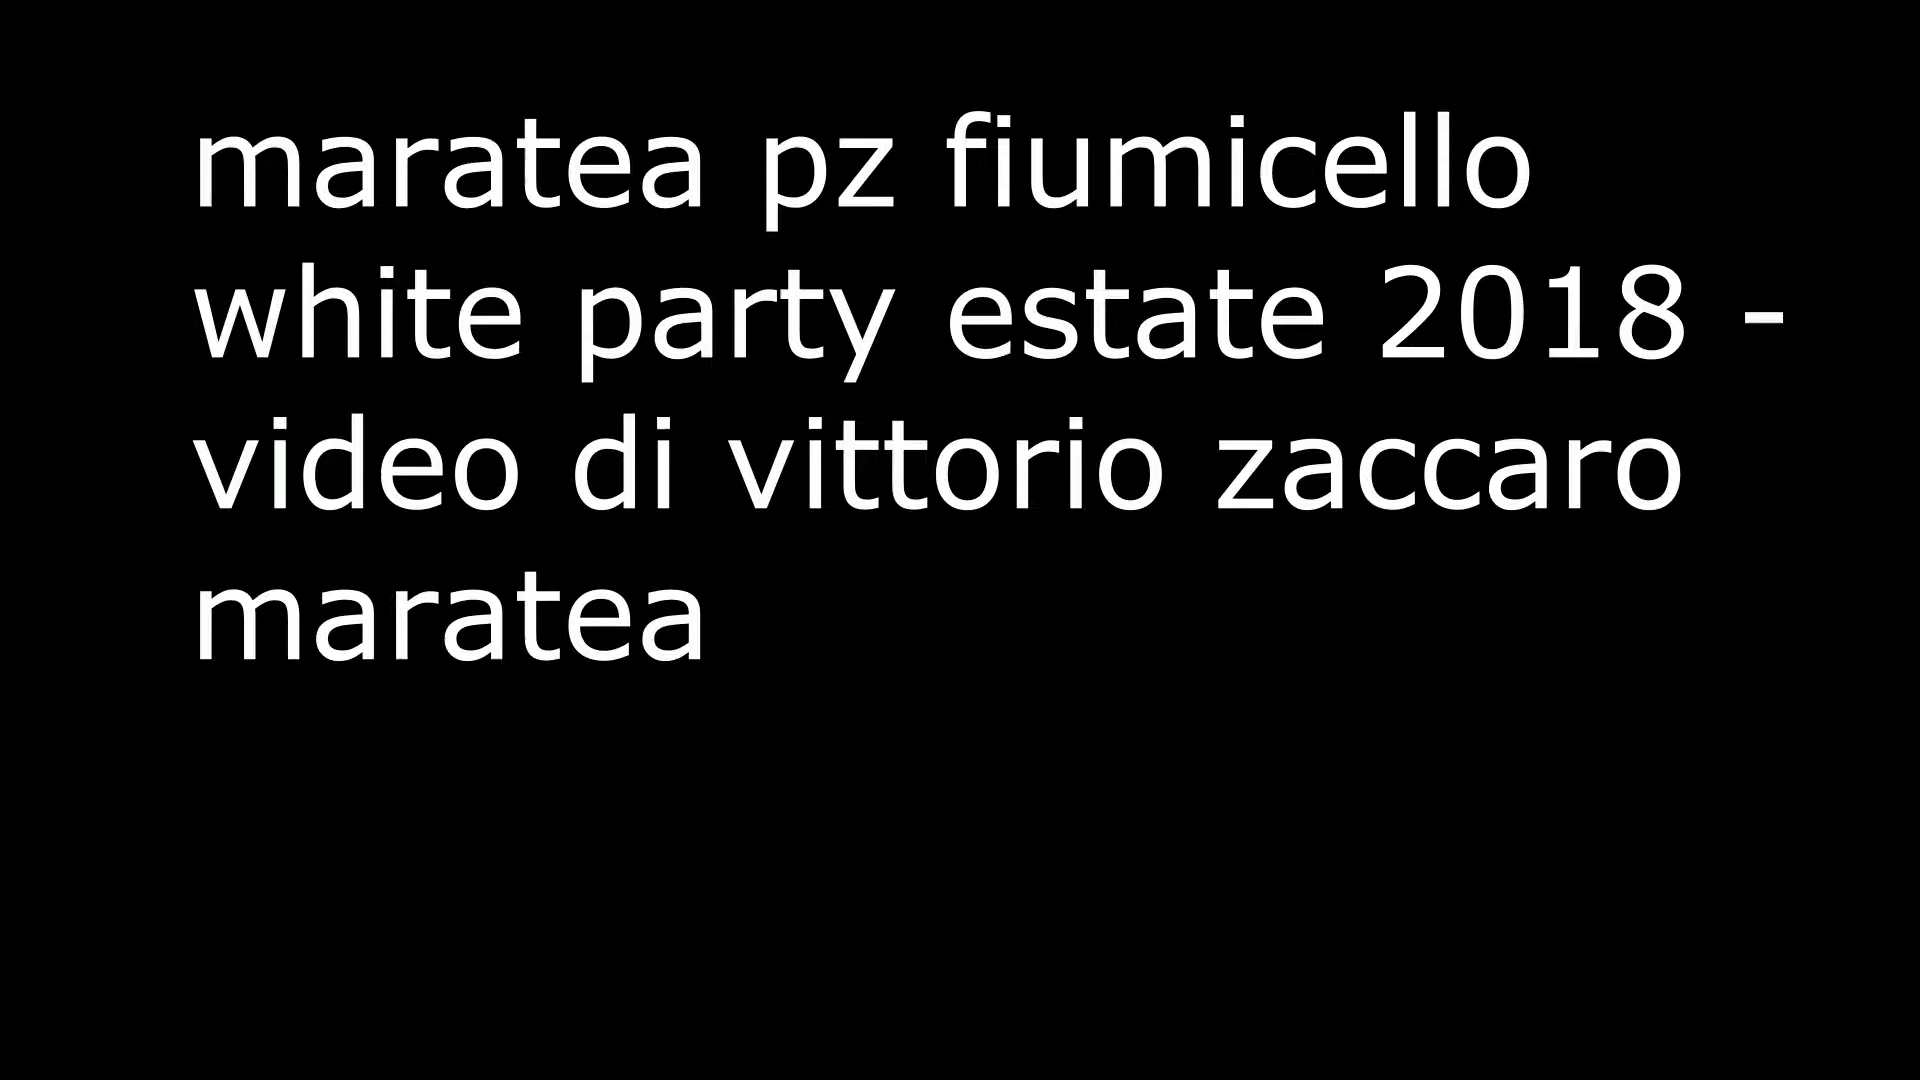 maratea pz fiumicello
white party estate 2018 -
video di vittorio zaccaro
maratea